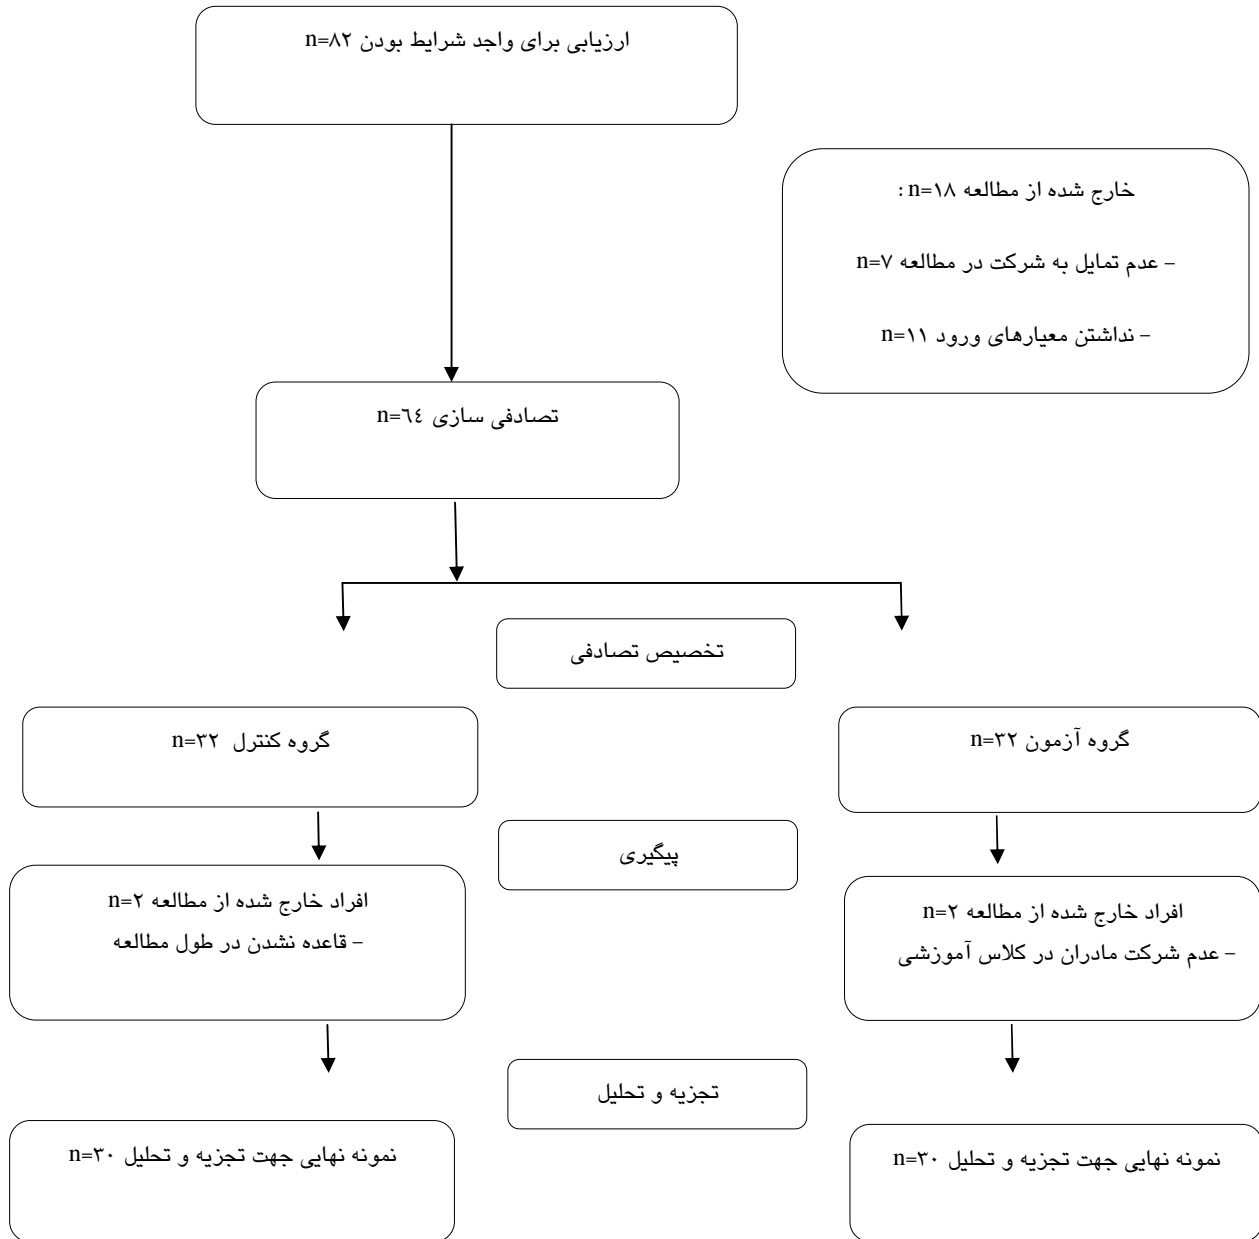 ارزیابی برای واجد شرایط بودن n=۸۲
خارج شده از مطالعه n=۱۸:
- عدم تمایل به شرکت در مطالعه n=۷
- نداشتن معیارهای ورود n=۱۱
تصادفی سازی n=٦٤
تخصیص تصادفی
گروه آزمون n=۳۲
گروه کنترل n=۳۲
پیگیری
افراد خارج شده از مطالعه n=۲
- عدم شرکت مادران در کلاس آموزشی
افراد خارج شده از مطالعه n=۲
- قاعده نشدن در طول مطالعه
تجزیه و تحلیل
نمونه نهایی جهت تجزیه و تحلیل n=۳۰
نمونه نهایی جهت تجزیه و تحلیل n=۳۰